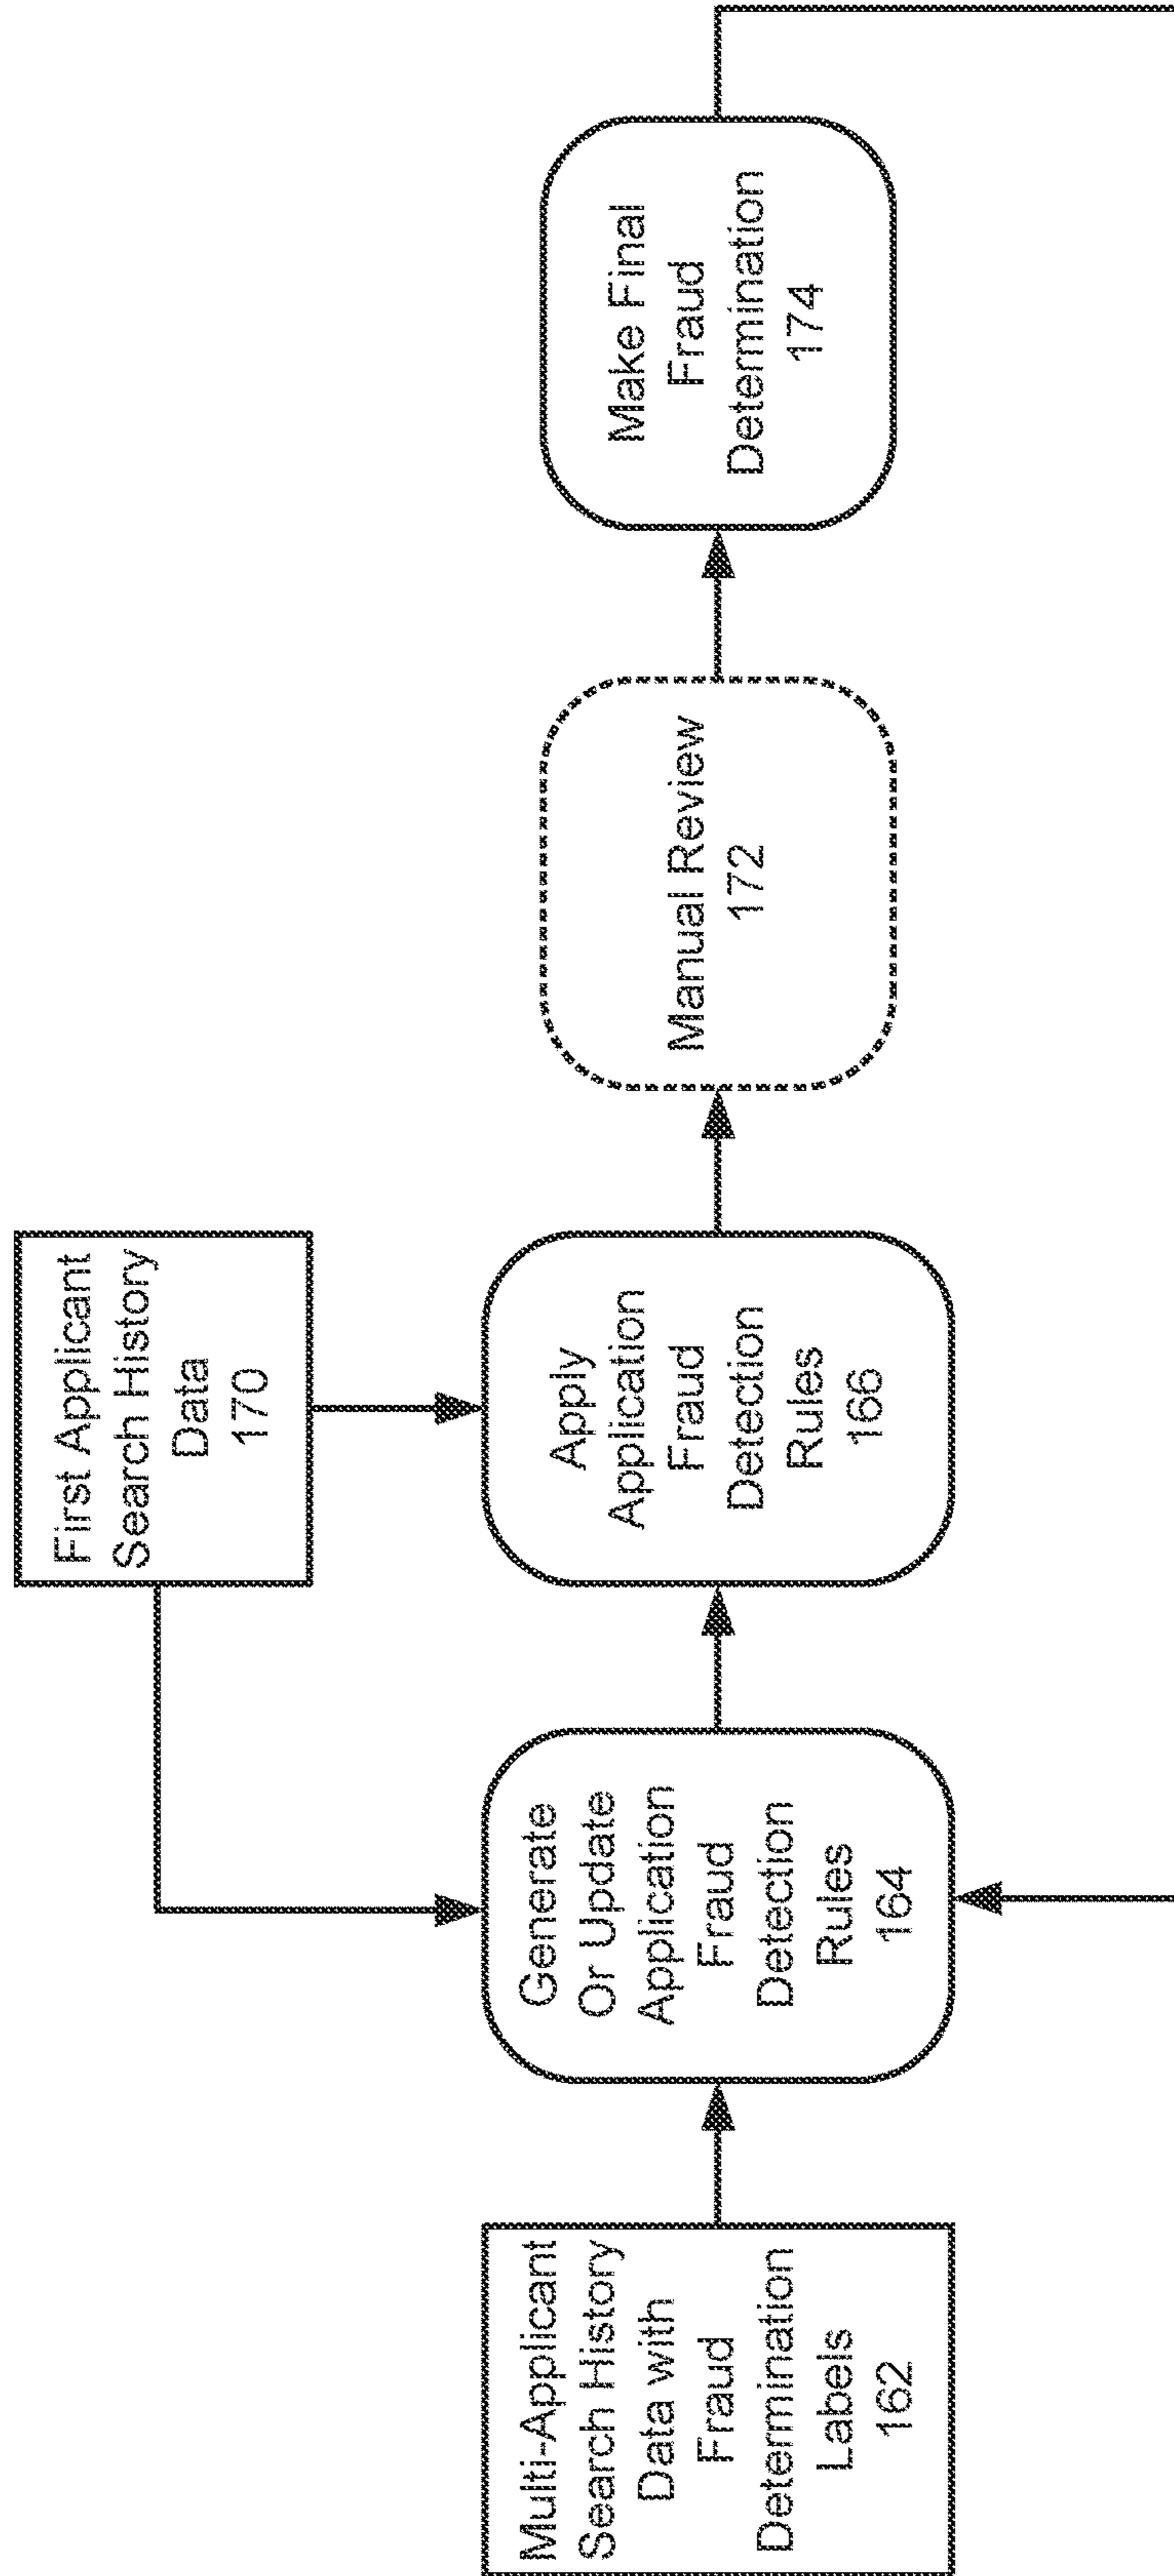 First Applicant
Search History
Data
170
Multi-Applicant
Search History
Data with
Fraud
Determination
Labels
162
Generate
Or Update
Application
Fraud
Detection
Rules
164
Apply
Application
Fraud
Detection
Rules
166
Manual Review
172
Make Final
Fraud
Determination
174